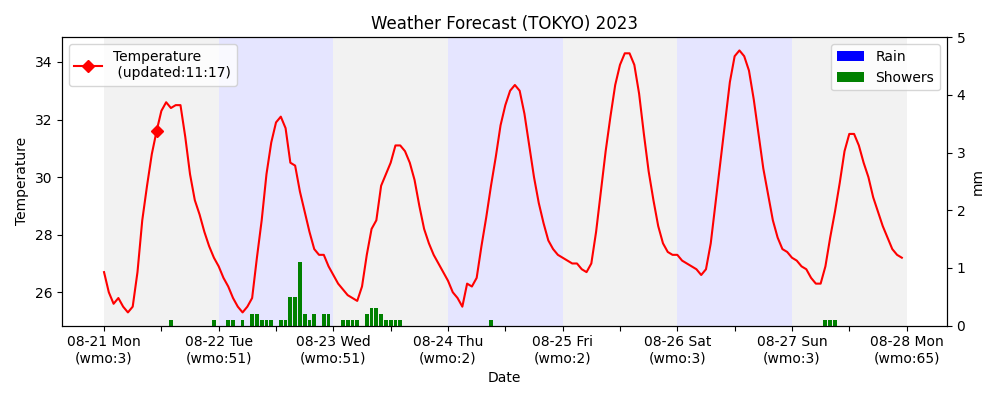 Weather Forecast (TOKYO) 2023
Temperature
(updated:11:17)
Rain
Showers
Temperature
34
32
30
28
26
5
4
3
2
1
0
mm
08-21 Mon
(wmo:3)
08-22 Tue
(wmo:51)
08-23 Wed
(wmo:51)
08-24 Thu
(wmo:2)
08-25 Fri
(wmo:2)
08-26 Sat
(wmo:3)
08-27 Sun
(wmo:3)
08-28 Mon
(wmo:65)
Date